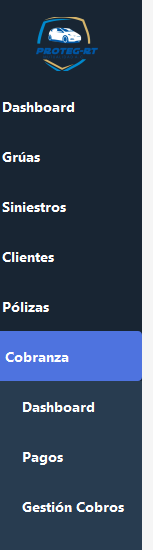 PROTEG-RT
Dashboard
Grúas
Siniestros
Clientes
Pólizas
Cobranza
Dashboard
Pagos
Gestión Cobros